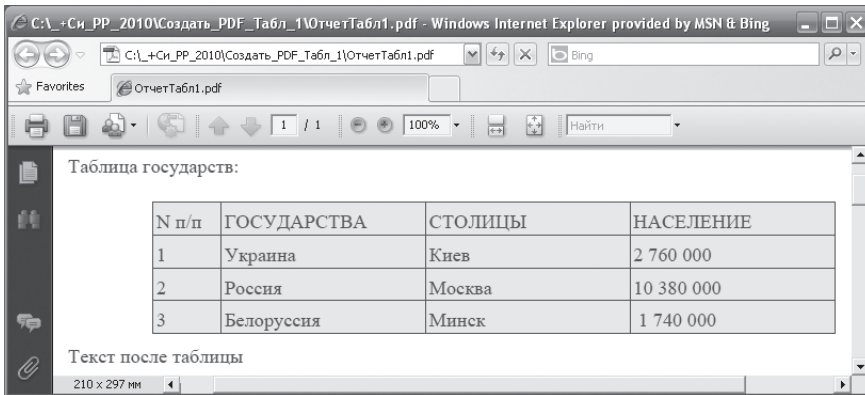 C:\_+Си_PP_2010\Создать_PDF_Табл_1\ОтчетТабл1.pdf - Windows Internet Explorer provided by MSN & Bing
C:\_+Си_PP_2010\Создать_PDF_Табл_1\ОтчетТабл1.pdf Bing
Favorites ОтчетТабл1.pdf
1 / 1 100% Найти
Таблица государств:
N п/п ГОСУДАРСТВА СТОЛИЦЫ НАСЕЛЕНИЕ
1 Украина Киев 2 760 000
2 Россия Москва 10 380 000
3 Белоруссия Минск 1 740 000
Текст после таблицы
210 x 297 мм